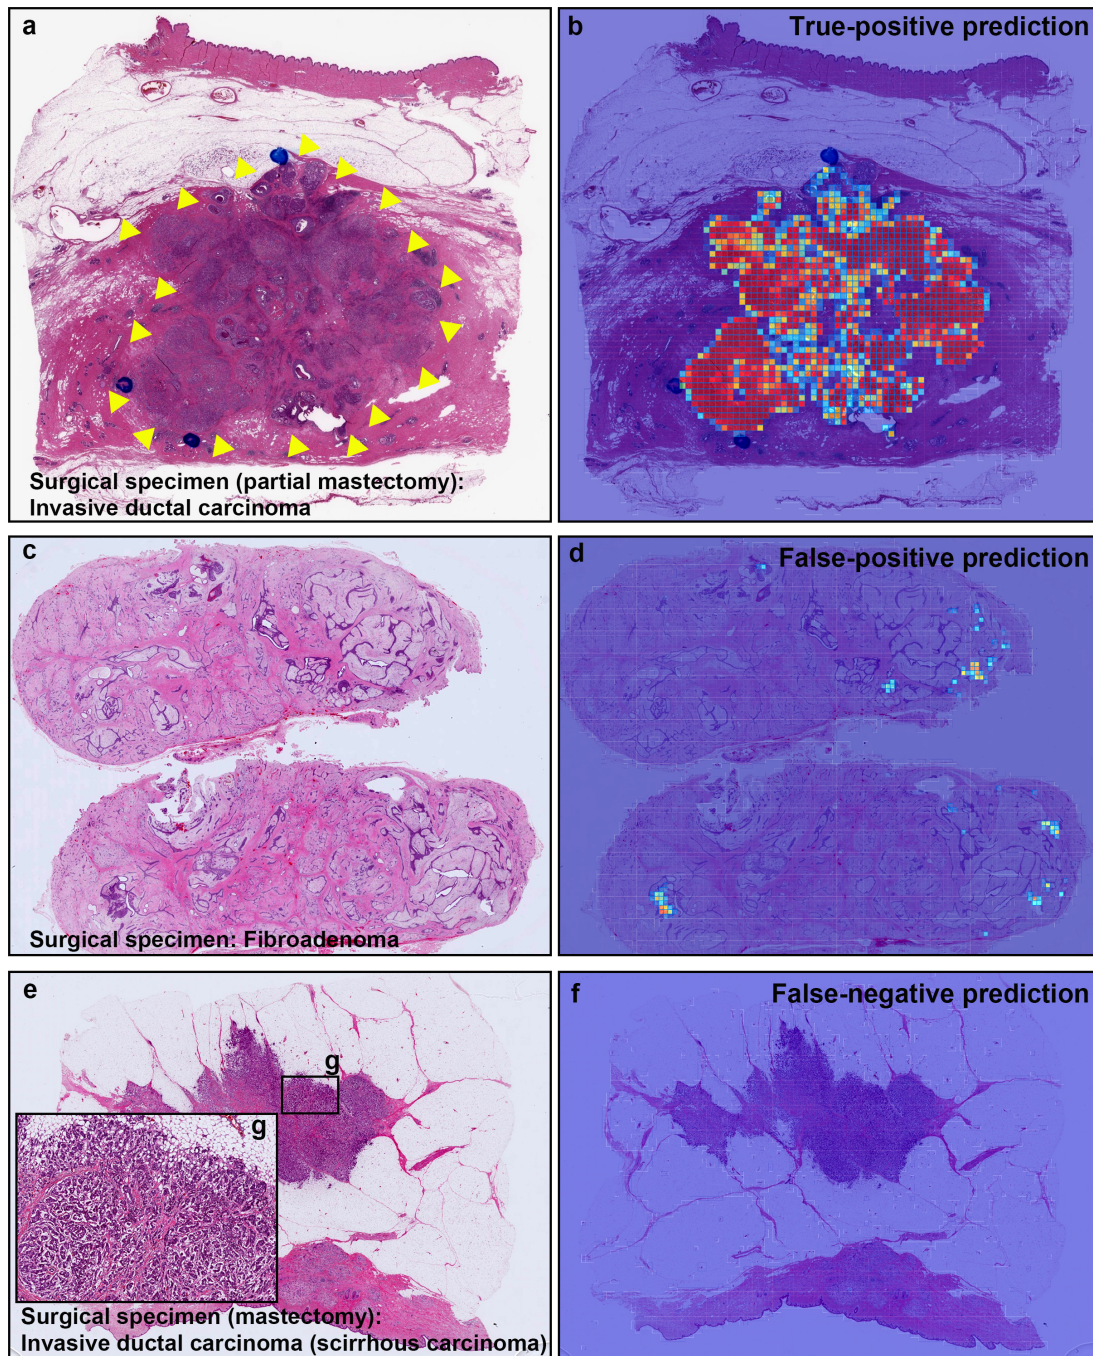 a
b
True-positive prediction
Surgical specimen (partial mastectomy):
Invasive ductal carcinoma
c
d
False-positive prediction
Surgical specimen: Fibroadenoma
e
f
False-negative prediction
g
g
Surgical specimen (mastectomy):
Invasive ductal carcinoma (scirrhous carcinoma)